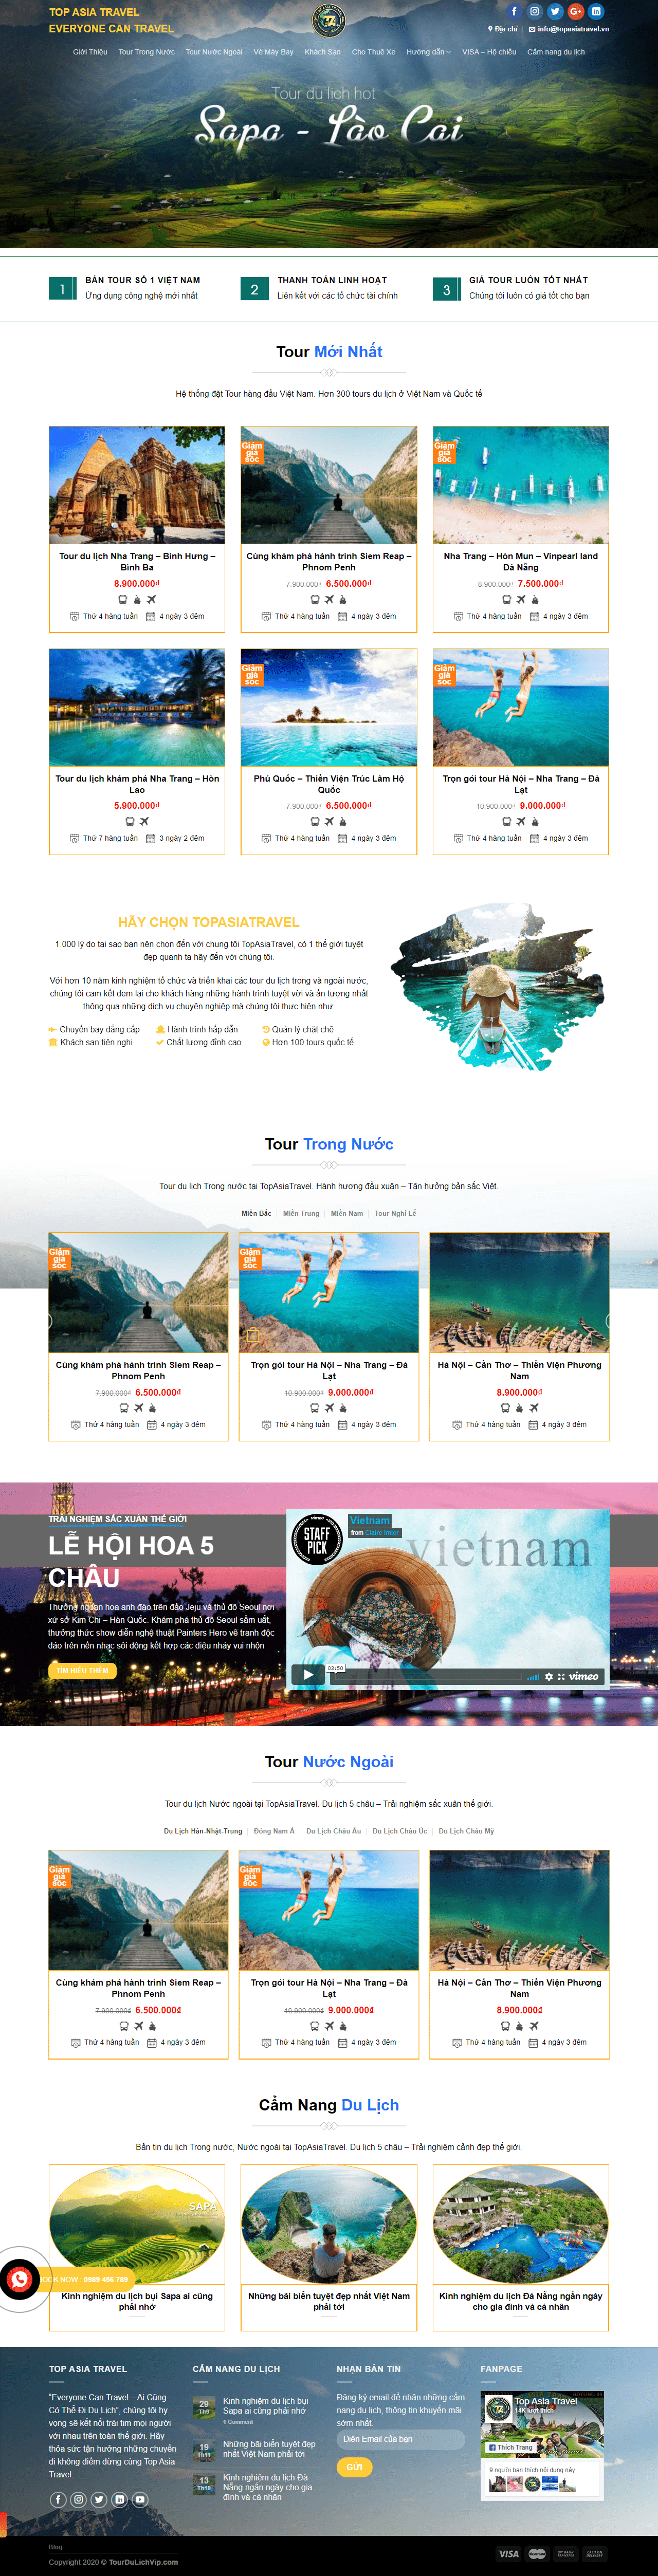 TOP ASIA TRAVEL
EVERYONE CAN TRAVEL
Địa chỉ
info@topasiatravel.vn
Giới Thiệu
Tour Trong Nước
Tour Nước Ngoài
Vé Máy Bay
Khách Sạn
Cho Thuê Xe
Hướng dẫn
VISA – Hộ chiếu
Cẩm nang du lịch
Tour du lịch hot
Sapa - Lào Cai
1
BÁN TOUR SỐ 1 VIỆT NAM
Ứng dụng công nghệ mới nhất
2
THANH TOÁN LINH HOẠT
Liên kết với các tổ chức tài chính
3
GIÁ TOUR LUÔN TỐT NHẤT
Chúng tôi luôn có giá tốt cho bạn
Tour Mới Nhất
Hệ thống đặt Tour hàng đầu Việt Nam. Hơn 300 tours du lịch ở Việt Nam và Quốc tế
Tour du lịch Nha Trang – Bình Hưng –
Bình Ba
8.900.000₫
Thứ 4 hàng tuần
4 ngày 3 đêm
Giảm
giá
sốc
Cùng khám phá hành trình Siem Reap –
Phnom Penh
7.900.000₫ 6.500.000₫
Thứ 4 hàng tuần
4 ngày 3 đêm
Giảm
giá
sốc
Nha Trang – Hòn Mun – Vinpearl land
Đà Nẵng
8.900.000₫ 7.500.000₫
Thứ 4 hàng tuần
4 ngày 3 đêm
Tour du lịch khám phá Nha Trang – Hòn
Lao
5.900.000₫
Thứ 7 hàng tuần
3 ngày 2 đêm
Giảm
giá
sốc
Phú Quốc – Thiền Viện Trúc Lâm Hộ
Quốc
7.900.000₫ 6.500.000₫
Thứ 4 hàng tuần
4 ngày 3 đêm
Giảm
giá
sốc
Trọn gói tour Hà Nội – Nha Trang – Đà
Lạt
10.900.000₫ 9.000.000₫
Thứ 4 hàng tuần
4 ngày 3 đêm
HÃY CHỌN TOPASIATRAVEL
1.000 lý do tại sao bạn nên chọn đến với chung tôi TopAsiaTravel, có 1 thế giới tuyệt
đẹp quanh ta hãy đến với chúng tôi.
Với hơn 10 năm kinh nghiệm tổ chức và triển khai các tour du lịch trong và ngoài nước,
chúng tôi cam kết đem lại cho khách hàng những hành trình tuyệt vời và ấn tượng nhất
thông qua những dịch vụ chuyên nghiệp mà chúng tôi thực hiện như:
Chuyến bay đẳng cấp
Hành trình hấp dẫn
Quản lý chặt chẽ
Khách sạn tiện nghi
Chất lượng đỉnh cao
Hơn 100 tours quốc tế
Tour Trong Nước
Tour du lịch Trong nước tại TopAsiaTravel. Hành hương đầu xuân – Tận hưởng bản sắc Việt.
Miền Bắc
Miền Trung
Miền Nam
Tour Nghỉ Lễ
Giảm
giá
sốc
Cùng khám phá hành trình Siem Reap –
Phnom Penh
7.900.000₫ 6.500.000₫
Thứ 4 hàng tuần
4 ngày 3 đêm
Giảm
giá
sốc
Trọn gói tour Hà Nội – Nha Trang – Đà
Lạt
10.900.000₫ 9.000.000₫
Thứ 4 hàng tuần
4 ngày 3 đêm
Hà Nội – Cần Thơ – Thiền Viện Phương
Nam
8.900.000₫
Thứ 4 hàng tuần
4 ngày 3 đêm
TRẢI NGHIỆM SẮC XUÂN THẾ GIỚI
LỄ HỘI HOA 5
CHÂU
Thưởng ngoạn hoa anh đào trên đảo Jeju và thủ đô Seoul nơi
xứ sở Kim Chi – Hàn Quốc. Khám phá thủ đô Seoul sầm uất,
thưởng thức show diễn nghệ thuật Painters Hero vẽ tranh độc
đáo trên nền nhạc sôi động kết hợp các điệu nhảy vui nhộn
TÌM HIỂU THÊM
vimeo
STAFF
PICK
Vietnam
from Claire Imler
vietnam
03:50
vimeo
Tour Nước Ngoài
Tour du lịch Nước ngoài tại TopAsiaTravel. Du lịch 5 châu – Trải nghiệm sắc xuân thế giới.
Du Lịch Hàn-Nhật-Trung
Đông Nam Á
Du Lịch Châu Âu
Du Lịch Châu Úc
Du Lịch Châu Mỹ
Giảm
giá
sốc
Cùng khám phá hành trình Siem Reap –
Phnom Penh
7.900.000₫ 6.500.000₫
Thứ 4 hàng tuần
4 ngày 3 đêm
Giảm
giá
sốc
Trọn gói tour Hà Nội – Nha Trang – Đà
Lạt
10.900.000₫ 9.000.000₫
Thứ 4 hàng tuần
4 ngày 3 đêm
Hà Nội – Cần Thơ – Thiền Viện Phương
Nam
8.900.000₫
Thứ 4 hàng tuần
4 ngày 3 đêm
Cẩm Nang Du Lịch
Bản tin du lịch Trong nước, Nước ngoài tại TopAsiaTravel. Du lịch 5 châu – Trải nghiệm cảnh đẹp thế giới.
SAPA
Kinh nghiệm du lịch bụi Sapa ai cũng
phải nhớ
Những bãi biển tuyệt đẹp nhất Việt Nam
phải tới
Kinh nghiệm du lịch Đà Nẵng ngắn ngày
cho gia đình và cá nhân
BOOK NOW : 0989 456 789
TOP ASIA TRAVEL
"Everyone Can Travel – Ai Cũng
Có Thể Đi Du Lịch", chúng tôi hy
vọng sẽ kết nối trái tim mọi người
với nhau trên toàn thế giới. Hãy
thỏa sức tận hưởng những chuyến
đi không điểm dừng cùng Top Asia
Travel.
CẨM NANG DU LỊCH
29
Th9
Kinh nghiệm du lịch bụi
Sapa ai cũng phải nhớ
1 Comment
19
Th11
Những bãi biển tuyệt đẹp
nhất Việt Nam phải tới
13
Th10
Kinh nghiệm du lịch Đà
Nẵng ngắn ngày cho gia
đình và cá nhân
NHẬN BẢN TIN
Đăng ký email để nhận những cẩm
nang du lịch, thông tin khuyến mãi
sớm nhất.
Điền Email của bạn
GỬI
FANPAGE
Top Asia Travel
14K lượt thích
Thích Trang
9 người bạn thích nội dung này
Blog
Copyright 2020 © TourDuLichVip.com
VISA